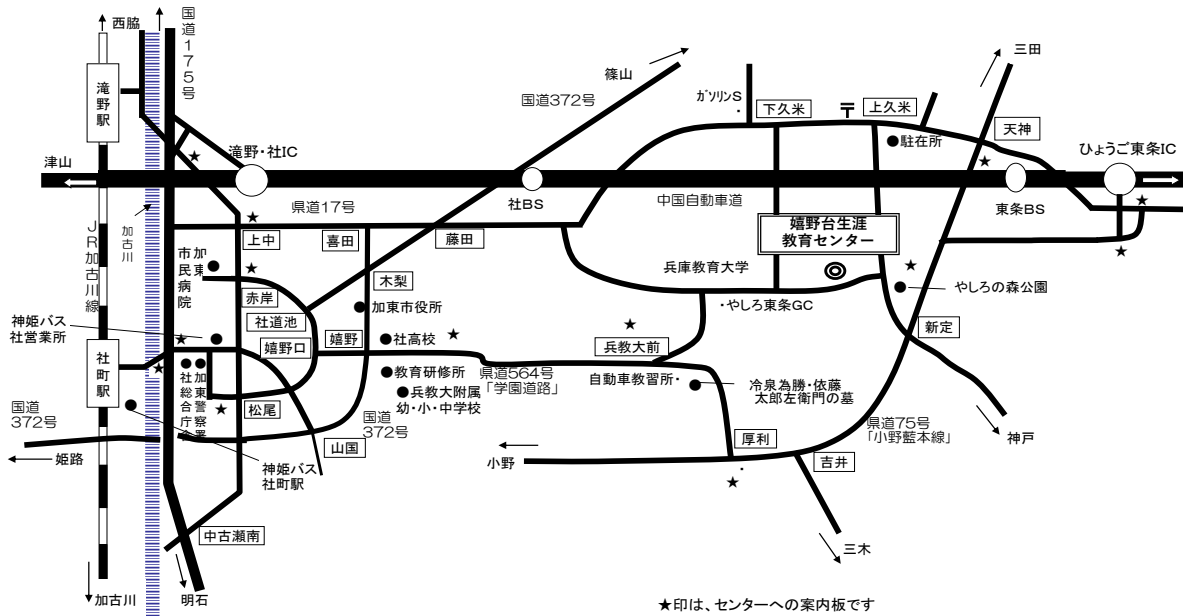 西脇
国道175号
滝野駅
津山
滝野・社IC
国道372号
篠山
ガソリンS
下久米
〒
上久米
駐在所
三田
天神
ひょうご東条IC
JR加古川線
加古川
県道17号
社BS
中国自動車道
東条BS
上中
喜田
藤田
嬉野台生涯
教育センター
加東
市民病院
木梨
兵庫教育大学
赤岸
加東市役所
・やしろ東条GC
やしろの森公園
神姫バス
社営業所
社道池
嬉野口
嬉野
社高校
兵教大前
新定
社町駅
教育研修所
県道564号
「学園道路」
自動車教習所・
冷泉為勝・依藤
太郎左衛門の墓
社総合庁舎
加東警察署
兵教大附属
幼・小・中学校
国道
372号
松尾
国道
372号
山国
県道75号
「小野藍本線」
神戸
姫路
神姫バス
社町駅
小野
厚利
吉井
中古瀬南
三木
加古川
明石
★印は、センターへの案内板です